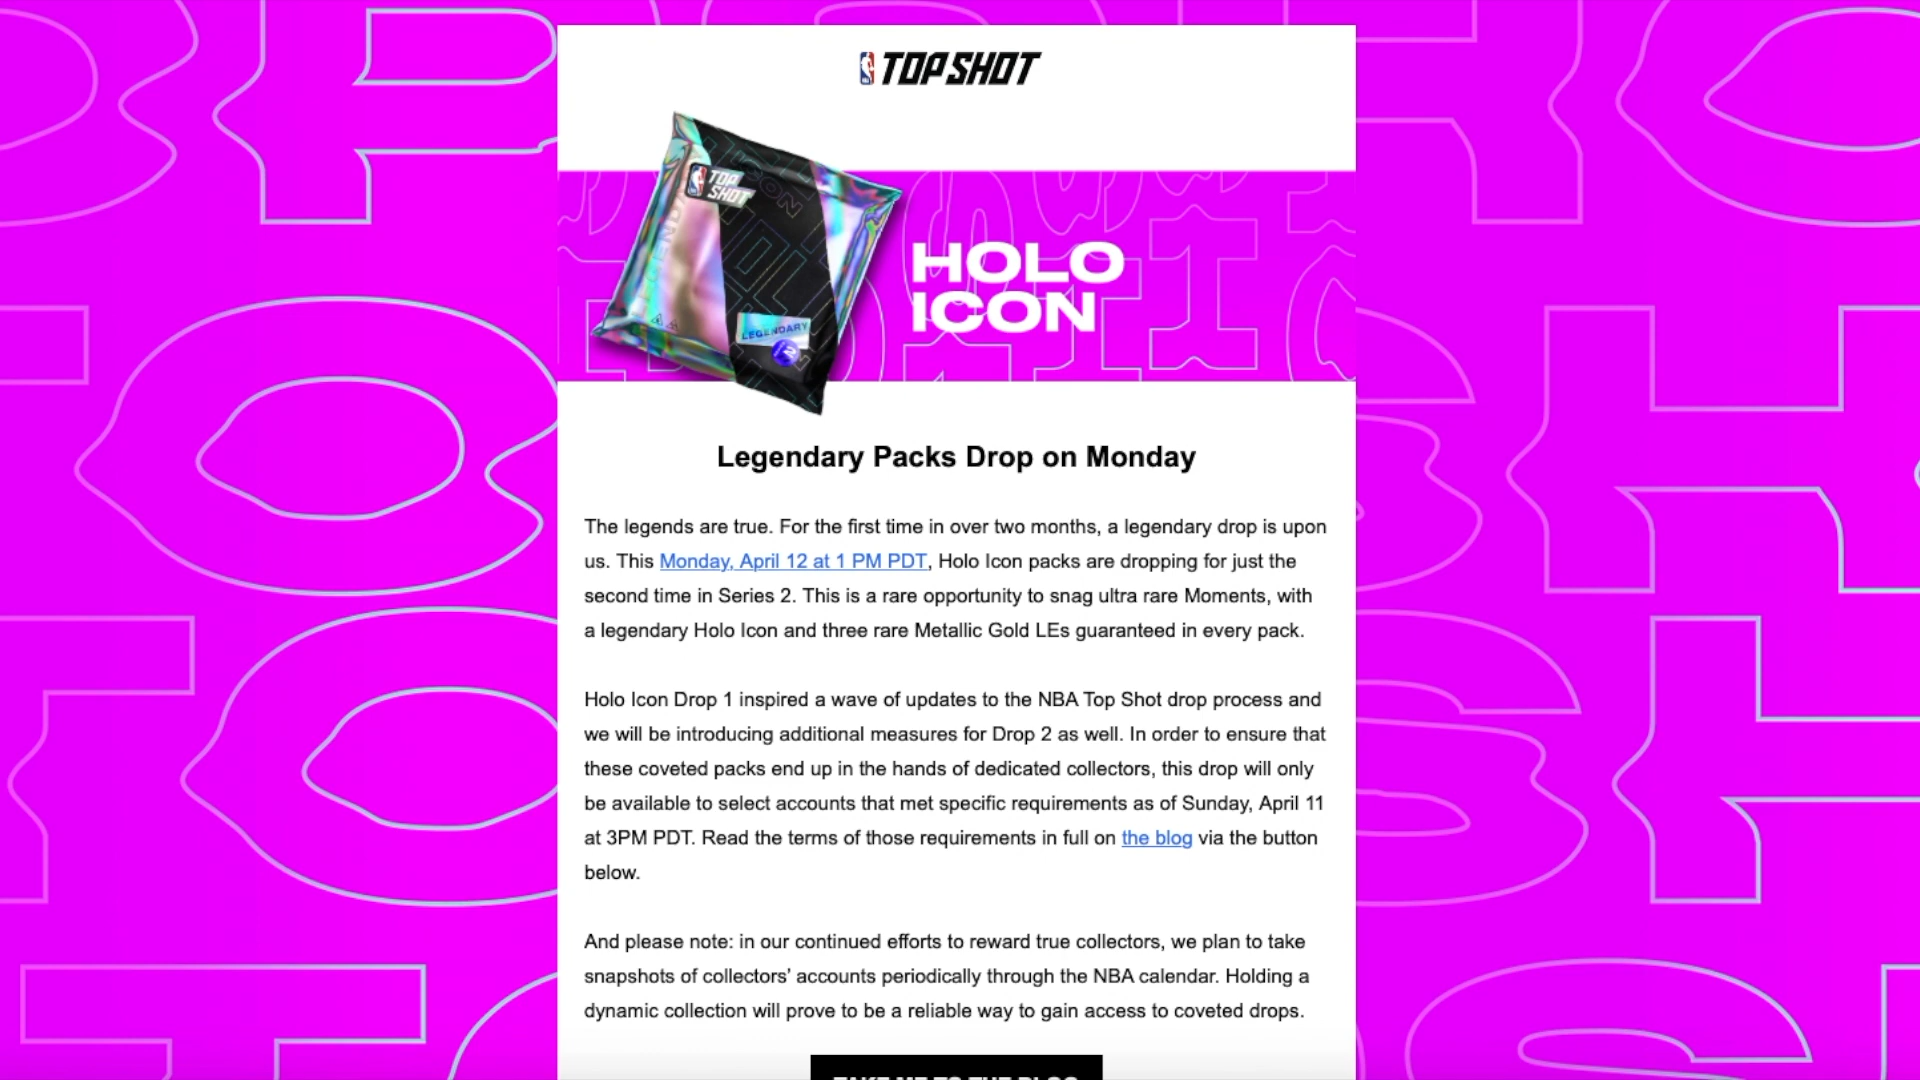 TOP SHOT
TOP
SHOT
ICON
LEGENDARY
LEGENDARY
HOLO
ICON
Legendary Packs Drop on Monday
The legends are true. For the first time in over two months, a legendary drop is upon
us. This Monday, April 12 at 1 PM PDT, Holo Icon packs are dropping for just the
second time in Series 2. This is a rare opportunity to snag ultra rare Moments, with
a legendary Holo Icon and three rare Metallic Gold LEs guaranteed in every pack.
Holo Icon Drop 1 inspired a wave of updates to the NBA Top Shot drop process and
we will be introducing additional measures for Drop 2 as well. In order to ensure that
these coveted packs end up in the hands of dedicated collectors, this drop will only
be available to select accounts that met specific requirements as of Sunday, April 11
at 3PM PDT. Read the terms of those requirements in full on the blog via the button
below.
And please note: in our continued efforts to reward true collectors, we plan to take
snapshots of collectors' accounts periodically through the NBA calendar. Holding a
dynamic collection will prove to be a reliable way to gain access to coveted drops.
TAKE ME TO THE BLOG